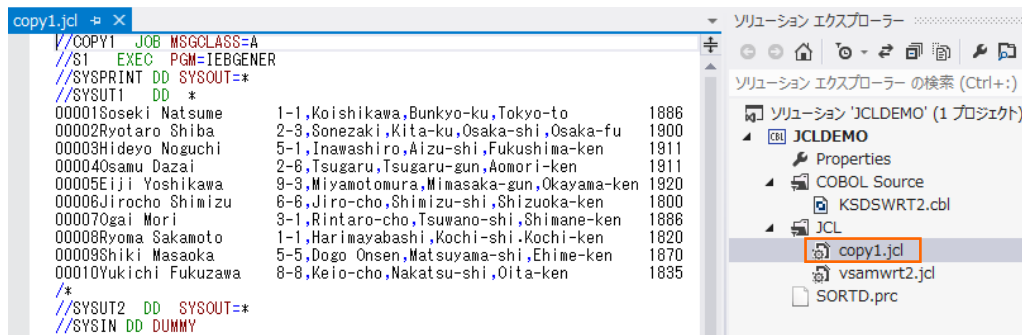 copy1.jcl
//COPY1   JOB MSGCLASS=A
//S1    EXEC  PGM=IEBGENER
//SYSPRINT DD SYSOUT=*
//SYSUT1   DD  *
00001Soseki Natsume      1-1,Koishikawa,Bunkyo-ku,Tokyo-to          1886
00002Ryotaro Shiba       2-3,Sonezaki,Kita-ku,Osaka-shi,Osaka-fu    1900
00003Hideyo Noguchi      5-1,Inawashiro,Aizu-shi,Fukushima-ken      1911
00004Osamu Dazai         2-6,Tsugaru,Tsugaru-gun,Aomori-ken         1911
00005Eiji Yoshikawa      9-3,Miyamotomura,Mimasaka-gun,Okayama-ken 1920
00006Jirocho Shimizu     6-6,Jiro-cho,Shimizu-shi,Shizuoka-ken      1800
00007Ogai Mori           3-1,Rintaro-cho,Tsuwano-shi,Shimane-ken    1886
00008Ryoma Sakamoto      1-1,Harimayabashi,Kochi-shi.Kochi-ken      1820
00009Shiki Masaoka       5-5,Dogo Onsen,Matsuyama-shi,Ehime-ken     1870
00010Yukichi Fukuzawa    8-8,Keio-cho,Nakatsu-shi,Oita-ken          1835
/*
//SYSUT2  DD  SYSOUT=*
//SYSIN DD DUMMY
ソリューション エクスプローラー
ソリューション エクスプローラー の検索 (Ctrl+:)
ソリューション 'JCLDEMO' (1 プロジェクト)
CBL JCLDEMO
Properties
COBOL Source
KSDSWRT2.cbl
JCL
copy1.jcl
vsamwrt2.jcl
SORTD.prc